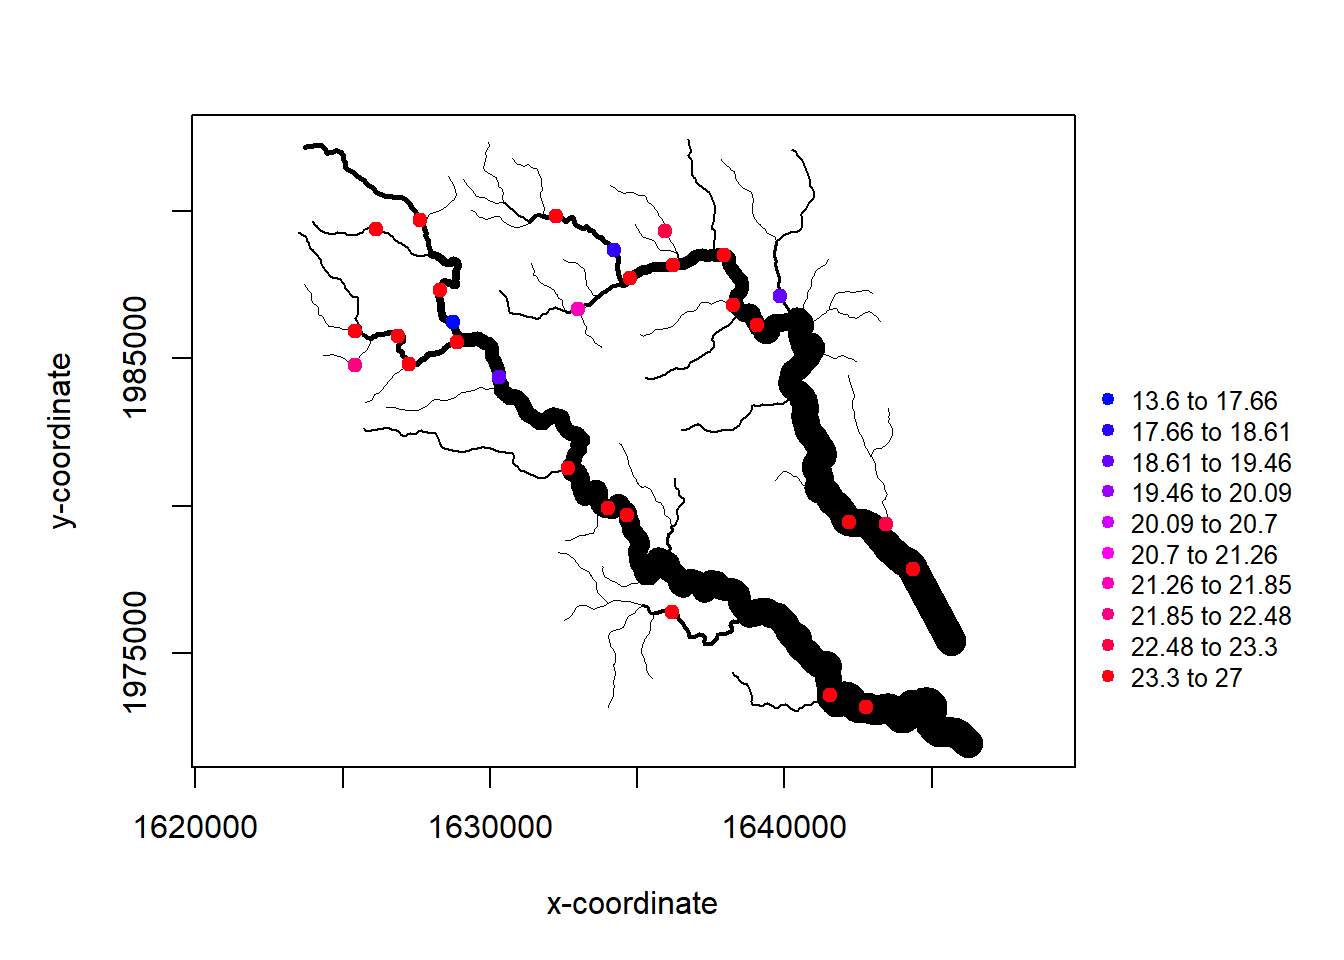 y-coordinate
1985000
1975000
1620000
1630000
1640000
x-coordinate
13.6 to 17.66
17.66 to 18.61
18.61 to 19.46
19.46 to 20.09
20.09 to 20.7
20.7 to 21.26
21.26 to 21.85
21.85 to 22.48
22.48 to 23.3
23.3 to 27